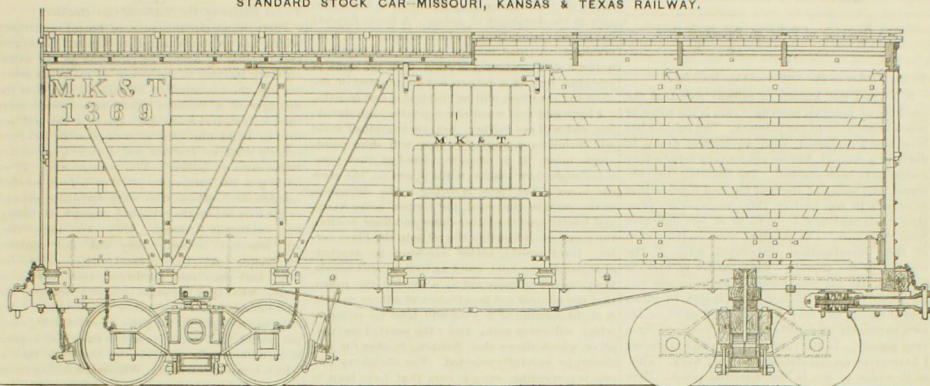 STANDARD STOCK CAR—MISSOURI, KANSAS & TEXAS RAILWAY.
M.K.& T.
1369
M. K. & T.